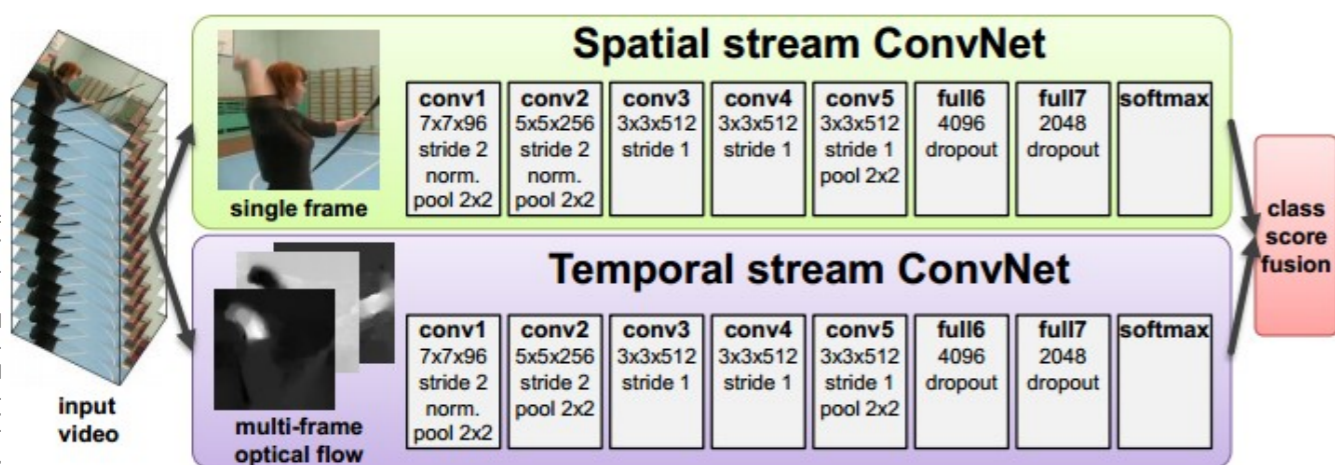 Spatial stream ConvNet
conv1
7x7x96
stride 2
norm.
pool 2x2
conv2
5x5x256
stride 2
norm.
pool 2x2
conv3
3x3x512
stride 1
conv4
3x3x512
stride 1
conv5
3x3x512
stride 1
pool 2x2
full6
4096
dropout
full7
2048
dropout
softmax
single frame
Temporal stream ConvNet
conv1
7x7x96
stride 2
norm.
pool 2x2
conv2
5x5x256
stride 2
pool 2x2
conv3
3x3x512
stride 1
conv4
3x3x512
stride 1
conv5
3x3x512
stride 1
pool 2x2
full6
4096
dropout
full7
2048
dropout
softmax
multi-frame
optical flow
input
video
class
score
fusion